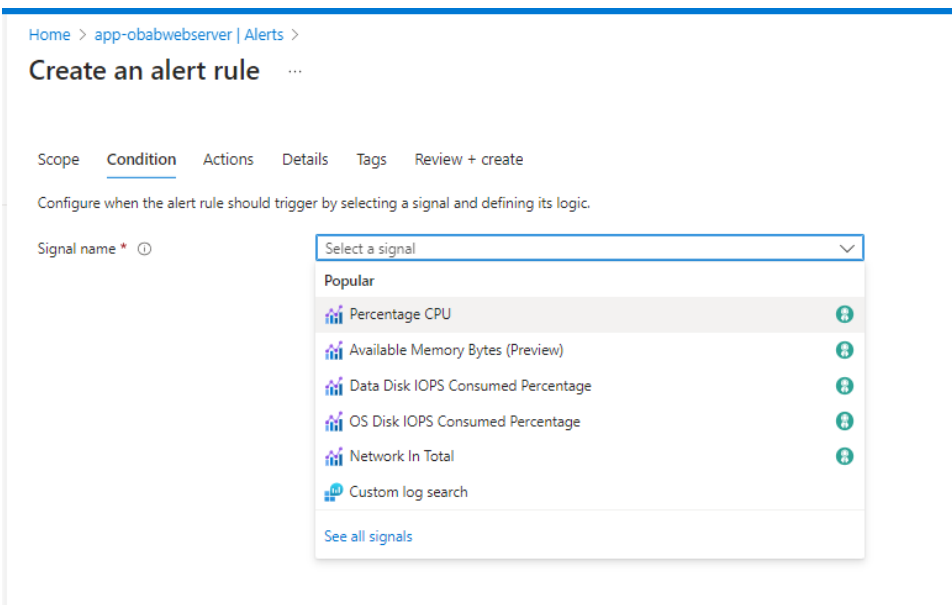 Home > app-obabwebserver | Alerts >
Create an alert rule ...
Scope Condition Actions Details Tags Review + create
Configure when the alert rule should trigger by selecting a signal and defining its logic.
Signal name * Select a signal
Popular
Percentage CPU
Available Memory Bytes (Preview)
Data Disk IOPS Consumed Percentage
OS Disk IOPS Consumed Percentage
Network In Total
Custom log search
See all signals